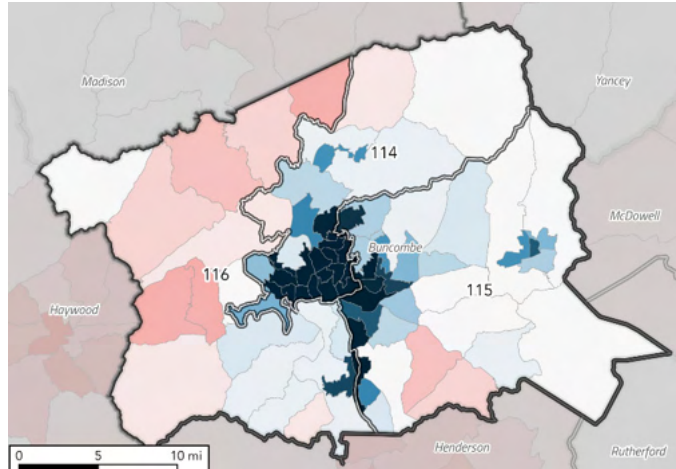 Madison
Yancey
114
McDowell
Buncombe
116
115
Haywood
0 5 10 mi
Henderson
Rutherford